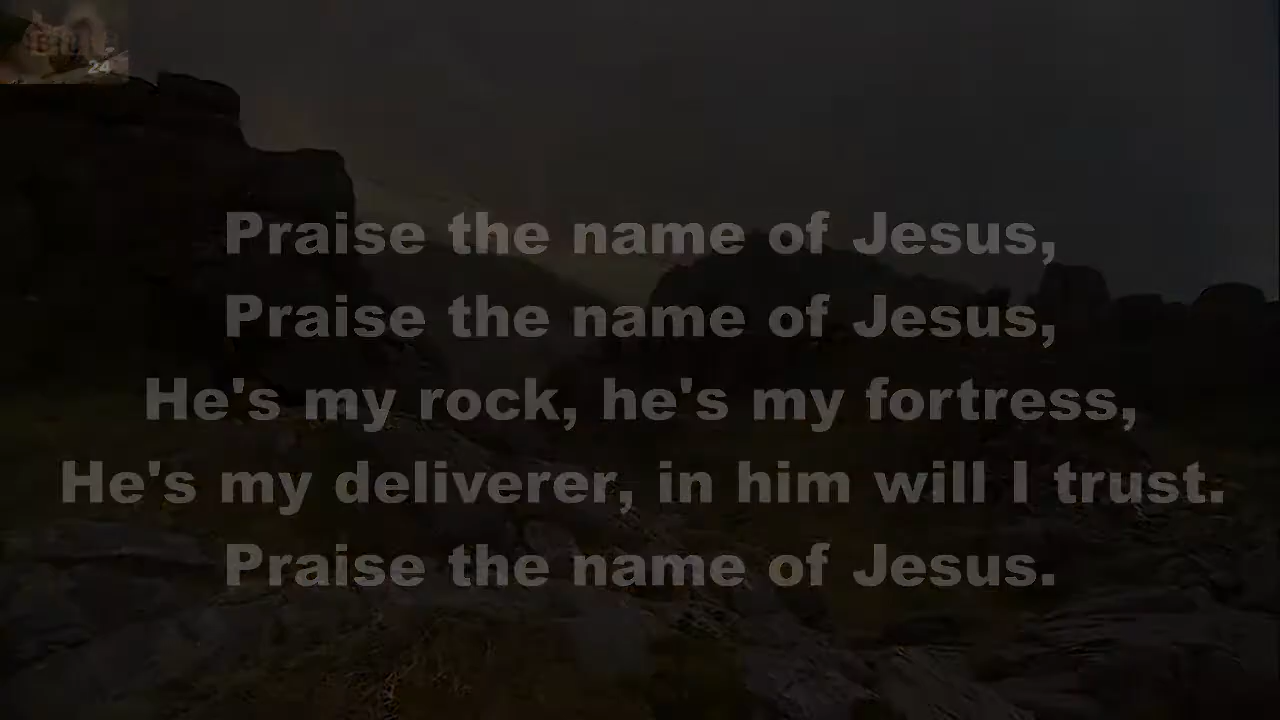 24
Praise the name of Jesus,
Praise the name of Jesus,
He's my rock, he's my fortress,
He's my deliverer, in him will I trust.
Praise the name of Jesus.